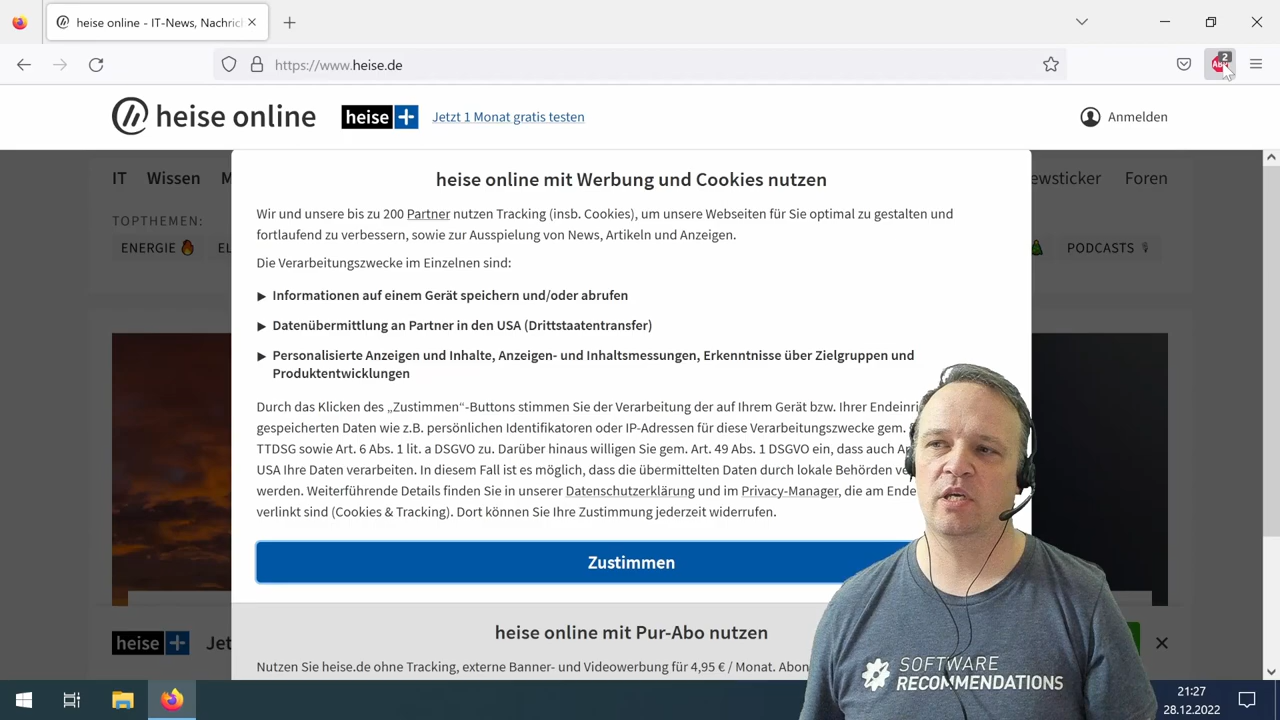 heise online - IT-News, Nachric
https://www.heise.de
2
ABP
heise online
heise +
Jetzt 1 Monat gratis testen
Anmelden
heise online mit Werbung und Cookies nutzen
IT Wissen M
ewsticker Foren
TOPTHEMEN:
ENERGIE EL
PODCASTS
Wir und unsere bis zu 200 Partner nutzen Tracking (insb. Cookies), um unsere Webseiten für Sie optimal zu gestalten und
fortlaufend zu verbessern, sowie zur Ausspielung von News, Artikeln und Anzeigen.
Die Verarbeitungszwecke im Einzelnen sind:
▶ Informationen auf einem Gerät speichern und/oder abrufen
▶ Datenübermittlung an Partner in den USA (Drittstaatentransfer)
▶ Personalisierte Anzeigen und Inhalte, Anzeigen- und Inhaltsmessungen, Erkenntnisse über Zielgruppen und
Produktentwicklungen
Durch das Klicken des „Zustimmen“-Buttons stimmen Sie der Verarbeitung der auf Ihrem Gerät bzw. Ihrer Endeinri
gespeicherten Daten wie z.B. persönlichen Identifikatoren oder IP-Adressen für diese Verarbeitungszwecke gem.
TTDSG sowie Art. 6 Abs. 1 lit. a DSGVO zu. Darüber hinaus willigen Sie gem. Art. 49 Abs. 1 DSGVO ein, dass auch
USA Ihre Daten verarbeiten. In diesem Fall ist es möglich, dass die übermittelten Daten durch lokale Behörden
werden. Weiterführende Details finden Sie in unserer Datenschutzerklärung und im Privacy-Manager, die am Ende
verlinkt sind (Cookies & Tracking). Dort können Sie Ihre Zustimmung jederzeit widerrufen.
Zustimmen
heise online mit Pur-Abo nutzen
heise + Jet
Nutzen Sie heise.de ohne Tracking, externe Banner- und Videowerbung für 4,95 € / Monat.
SOFTWARE
RECOMMENDATIONS
21:27
28.12.2022